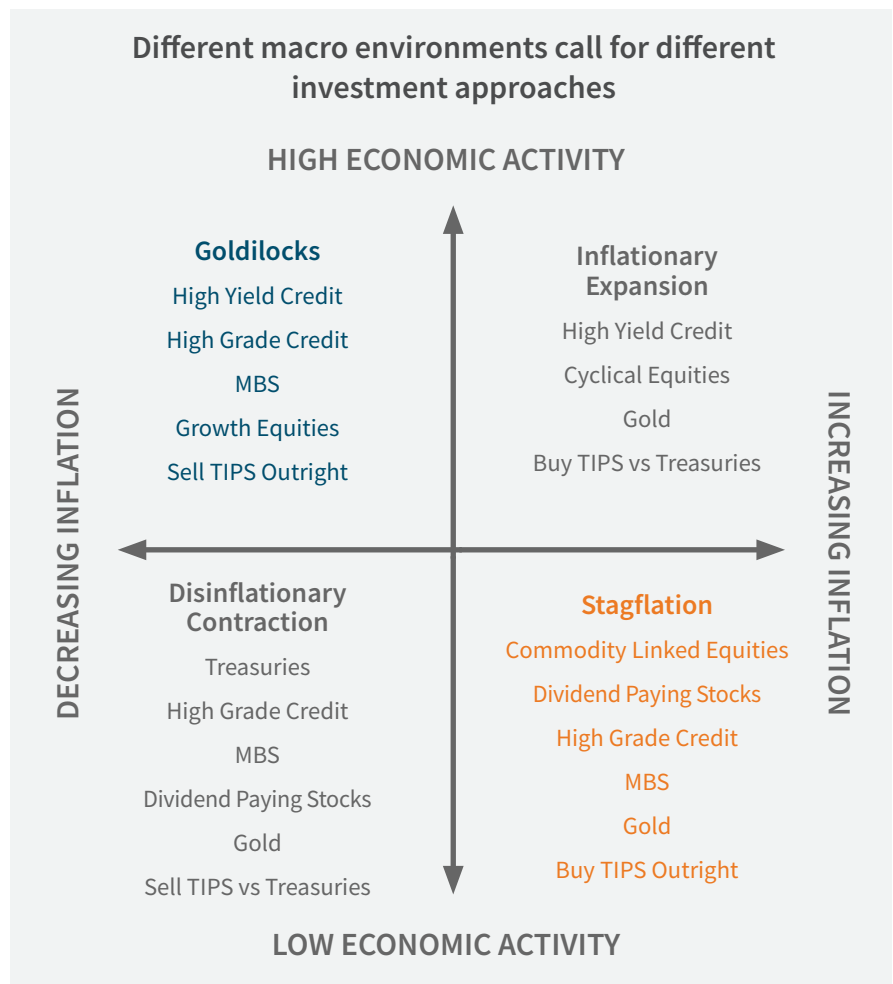 Different macro environments call for different
investment approaches
HIGH ECONOMIC ACTIVITY
Goldilocks
High Yield Credit
High Grade Credit
MBS
Growth Equities
Sell TIPS Outright
Inflationary
Expansion
High Yield Credit
Cyclical Equities
Gold
Buy TIPS vs Treasuries
DECREASING INFLATION
INCREASING INFLATION
Disinflationary
Contraction
Treasuries
High Grade Credit
MBS
Dividend Paying Stocks
Gold
Sell TIPS vs Treasuries
Stagflation
Commodity Linked Equities
Dividend Paying Stocks
High Grade Credit
MBS
Gold
Buy TIPS Outright
LOW ECONOMIC ACTIVITY